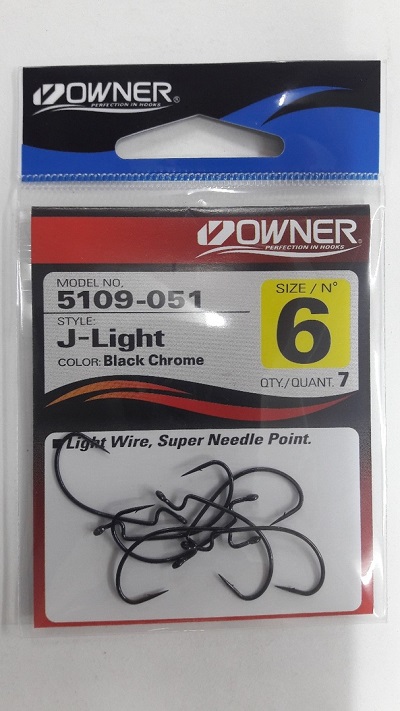 OWNER®
PERFECTION IN HOOKS
OWNER®
PERFECTION IN HOOKS
MODEL NO.
5109-051
STYLE:
J-Light
COLOR: Black Chrome
SIZE / N°
6
QTY./QUANT. 7
■ Light Wire, Super Needle Point.